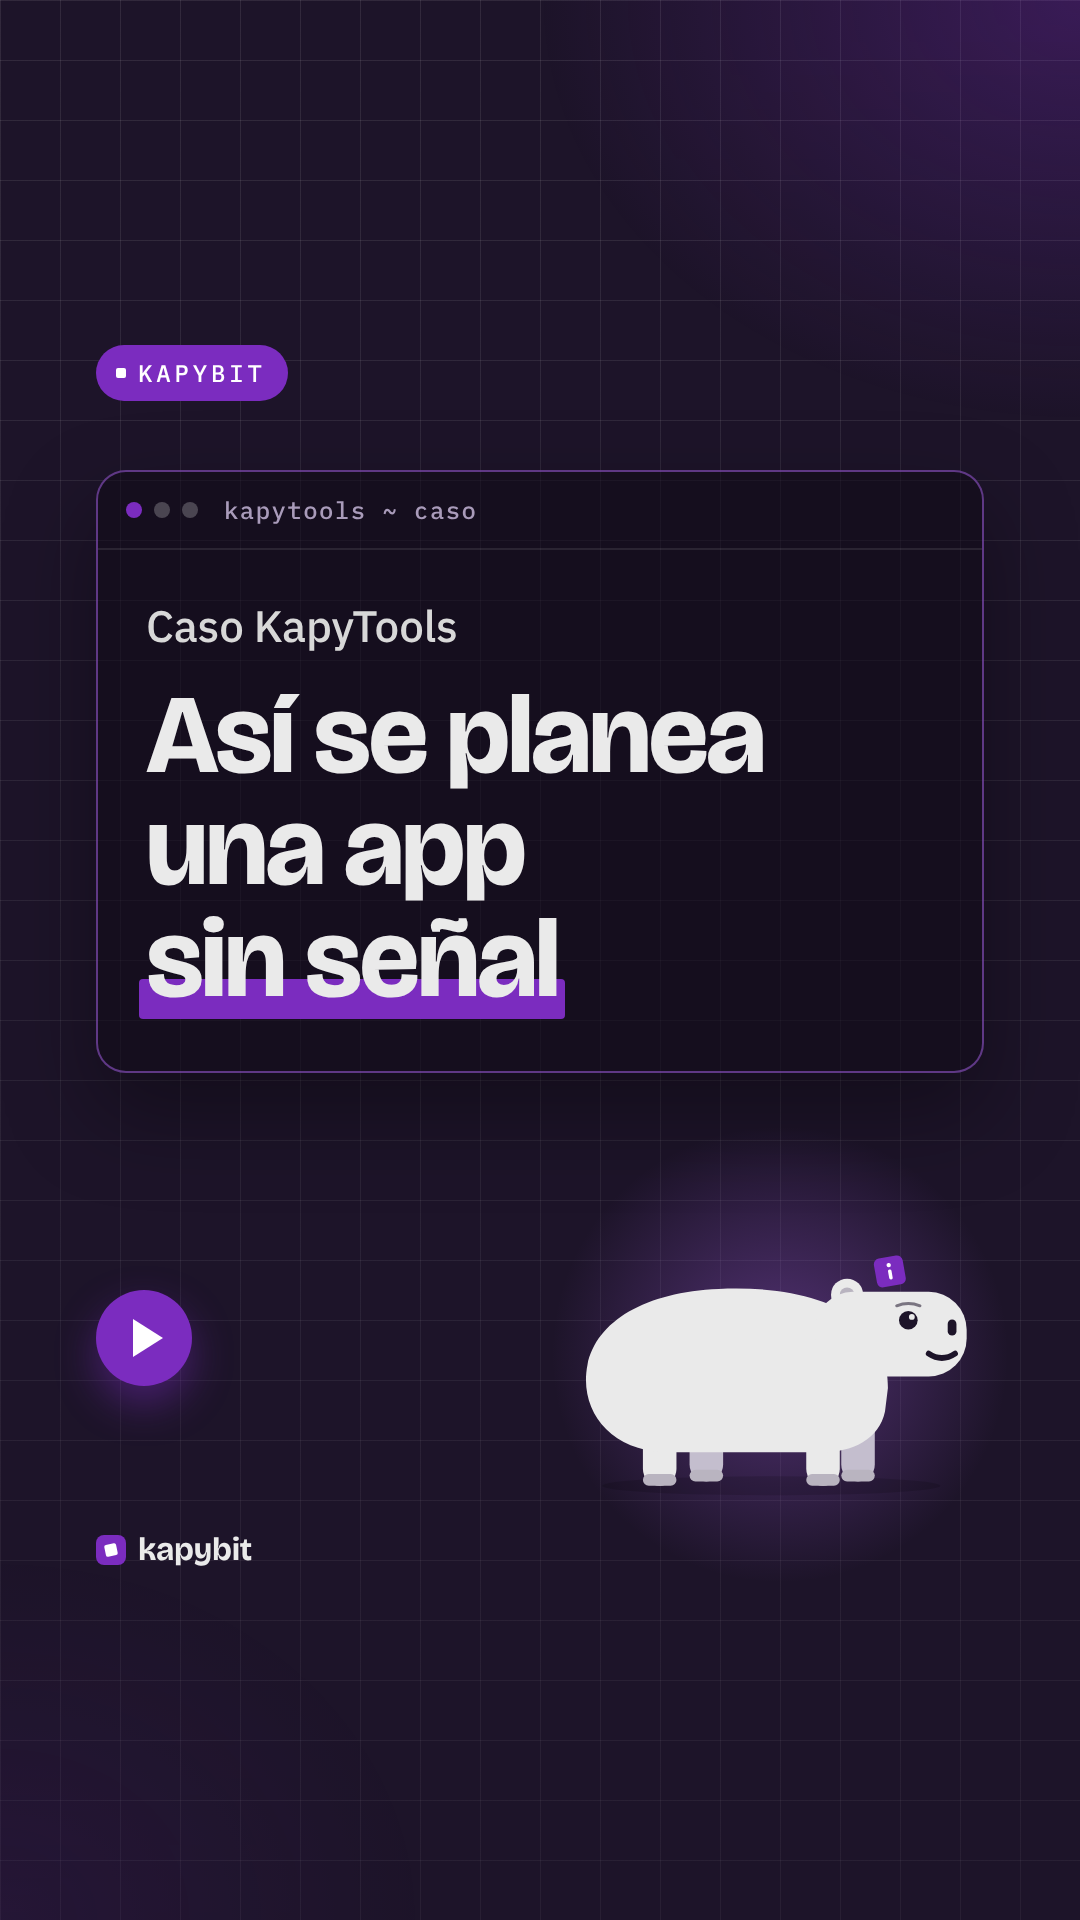 KAPYBIT
kapytools ~ caso
Caso KapyTools
Así se planea
una app
sin señal
i
kapybit